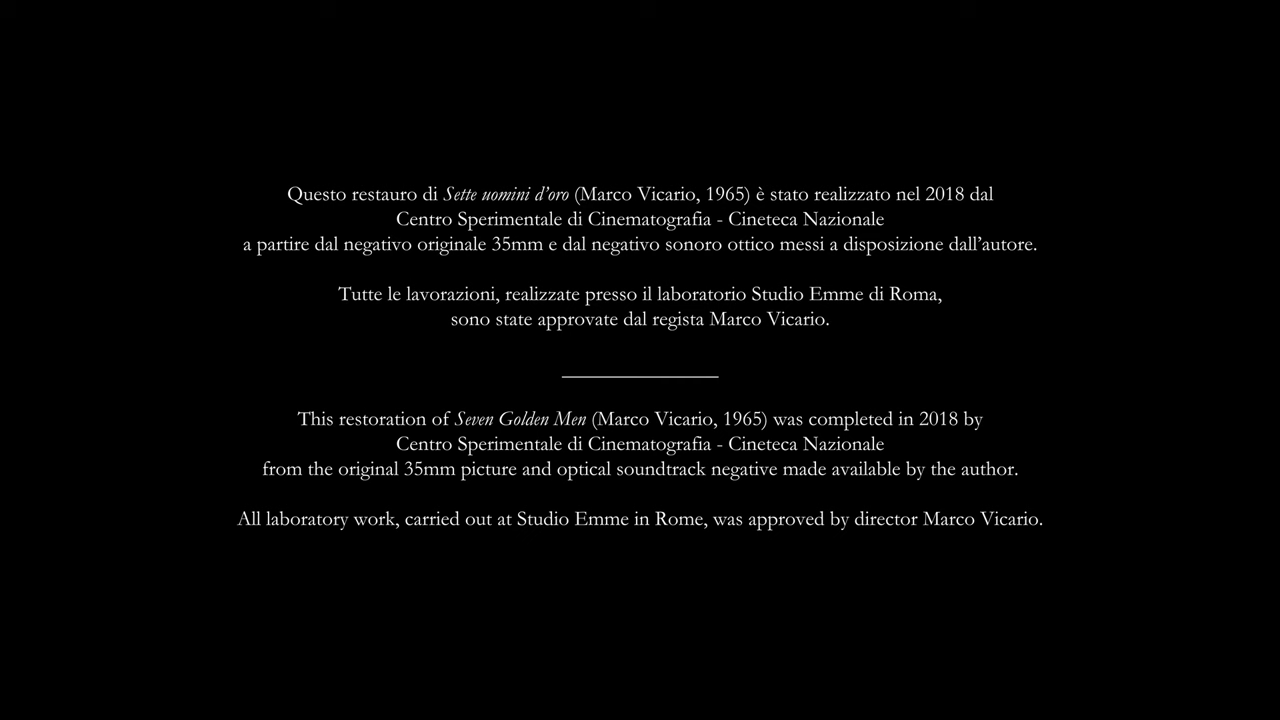 Questo restauro di Sette uomini d'oro (Marco Vicario, 1965) è stato realizzato nel 2018 dal
Centro Sperimentale di Cinematografia - Cineteca Nazionale
a partire dal negativo originale 35mm e dal negativo sonoro ottico messi a disposizione dall'autore.
Tutte le lavorazioni, realizzate presso il laboratorio Studio Emme di Roma,
sono state approvate dal regista Marco Vicario.
This restoration of Seven Golden Men (Marco Vicario, 1965) was completed in 2018 by
Centro Sperimentale di Cinematografia - Cineteca Nazionale
from the original 35mm picture and optical soundtrack negative made available by the author.
All laboratory work, carried out at Studio Emme in Rome, was approved by director Marco Vicario.